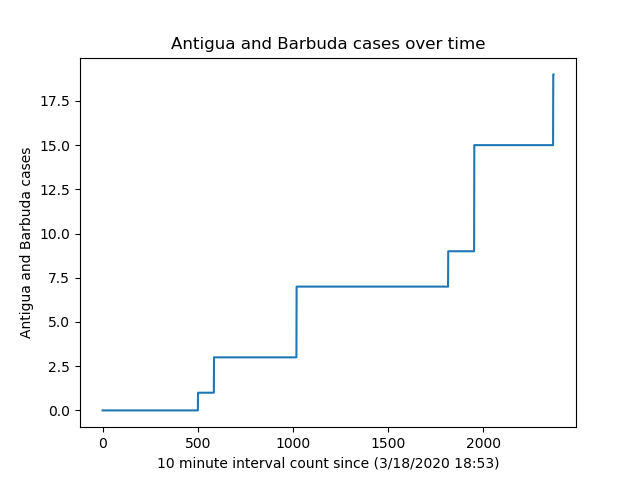 Antigua and Barbuda cases over time
Antigua and Barbuda cases
17.5
15.0
12.5
10.0
7.5
5.0
2.5
0.0
0 500 1000 1500 2000
10 minute interval count since (3/18/2020 18:53)